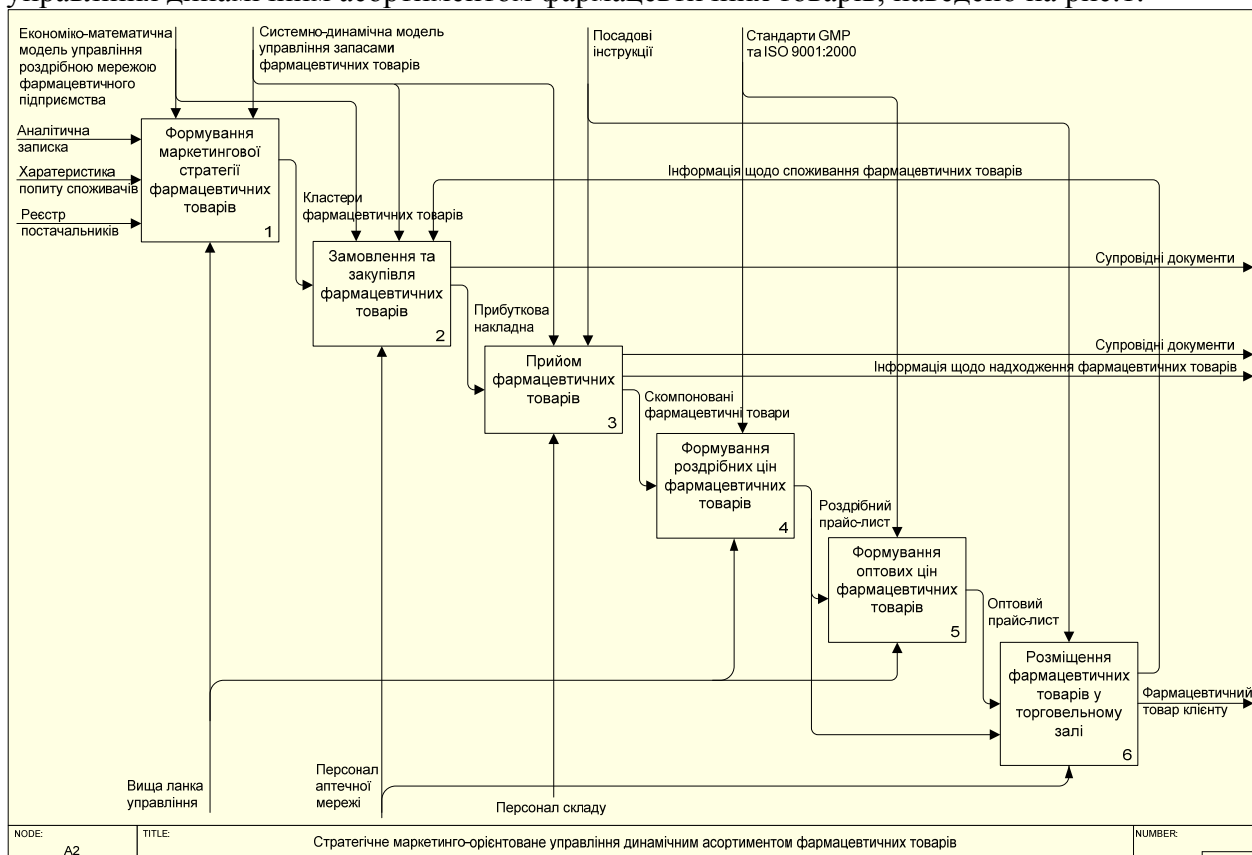 управління динамічним асортиментом фармацевтичних товарів, наведено на рис.1.
Економіко-математична
модель управління
роздрібною мережою
фармацевтичного
підприємства
Системно-динамічна модель
управління запасами
фармацевтичних товарів
Посадові
інструкції
Стандарти GMP
та ISO 9001:2000
Аналітична
записка
Харатеристика
попиту споживачів
Реєстр
постачальників
Формування
маркетингової
стратегії
фармацевтичних
товарів
1
Кластери
фармацевтичних товарів
Інформація щодо споживання фармацевтичних товарів
Замовлення та
закупівля
фармацевтичних
товарів
2
Супровідні документи
Прибуткова
накладна
Прийом
фармацевтичних
товарів
3
Супровідні документи
Інформація щодо надходження фармацевтичних товарів
Скомпоновані
фармацевтичні товари
Формування
роздрібних цін
фармацевтичних
товарів
4
Роздрібний
прайс-лист
Формування
оптових цін
фармацевтичних
товарів
5
Оптовий
прайс-лист
Розміщення
фармацевтичних
товарів у
торговельному
залі
6
Фармацевтичний
товар клієнту
Вища ланка
управління
Персонал
аптечної
мережі
Персонал складу
NODE:
A2
TITLE:
Стратегічне маркетинго-орієнтоване управління динамічним асортиментом фармацевтичних товарів
NUMBER: